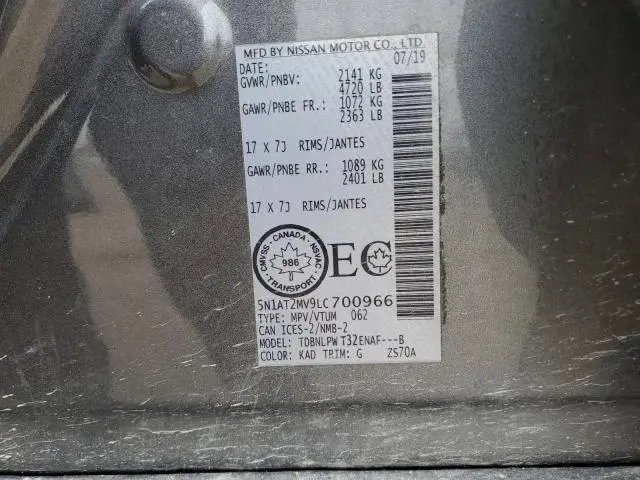 MFD BY NISSAN MOTOR CO., LTD.
DATE: 07/19
GVWR/PNBV: 2141 KG
4720 LB
GAWR/PNBE FR.: 1072 KG
2363 LB
17 X 7J RIMS/JANTES
GAWR/PNBE RR.: 1089 KG
2401 LB
17 X 7J RIMS/JANTES
CMVSS · CANADA · NSVAC
986
TRANSPORT
EC
5N1AT2MV9LC700966
TYPE: MPV/VTUM 062
CAN ICES-2/NMB-2
MODEL: TDBNLPW T32ENAF---B
COLOR: KAD TRIM: G ZS70A